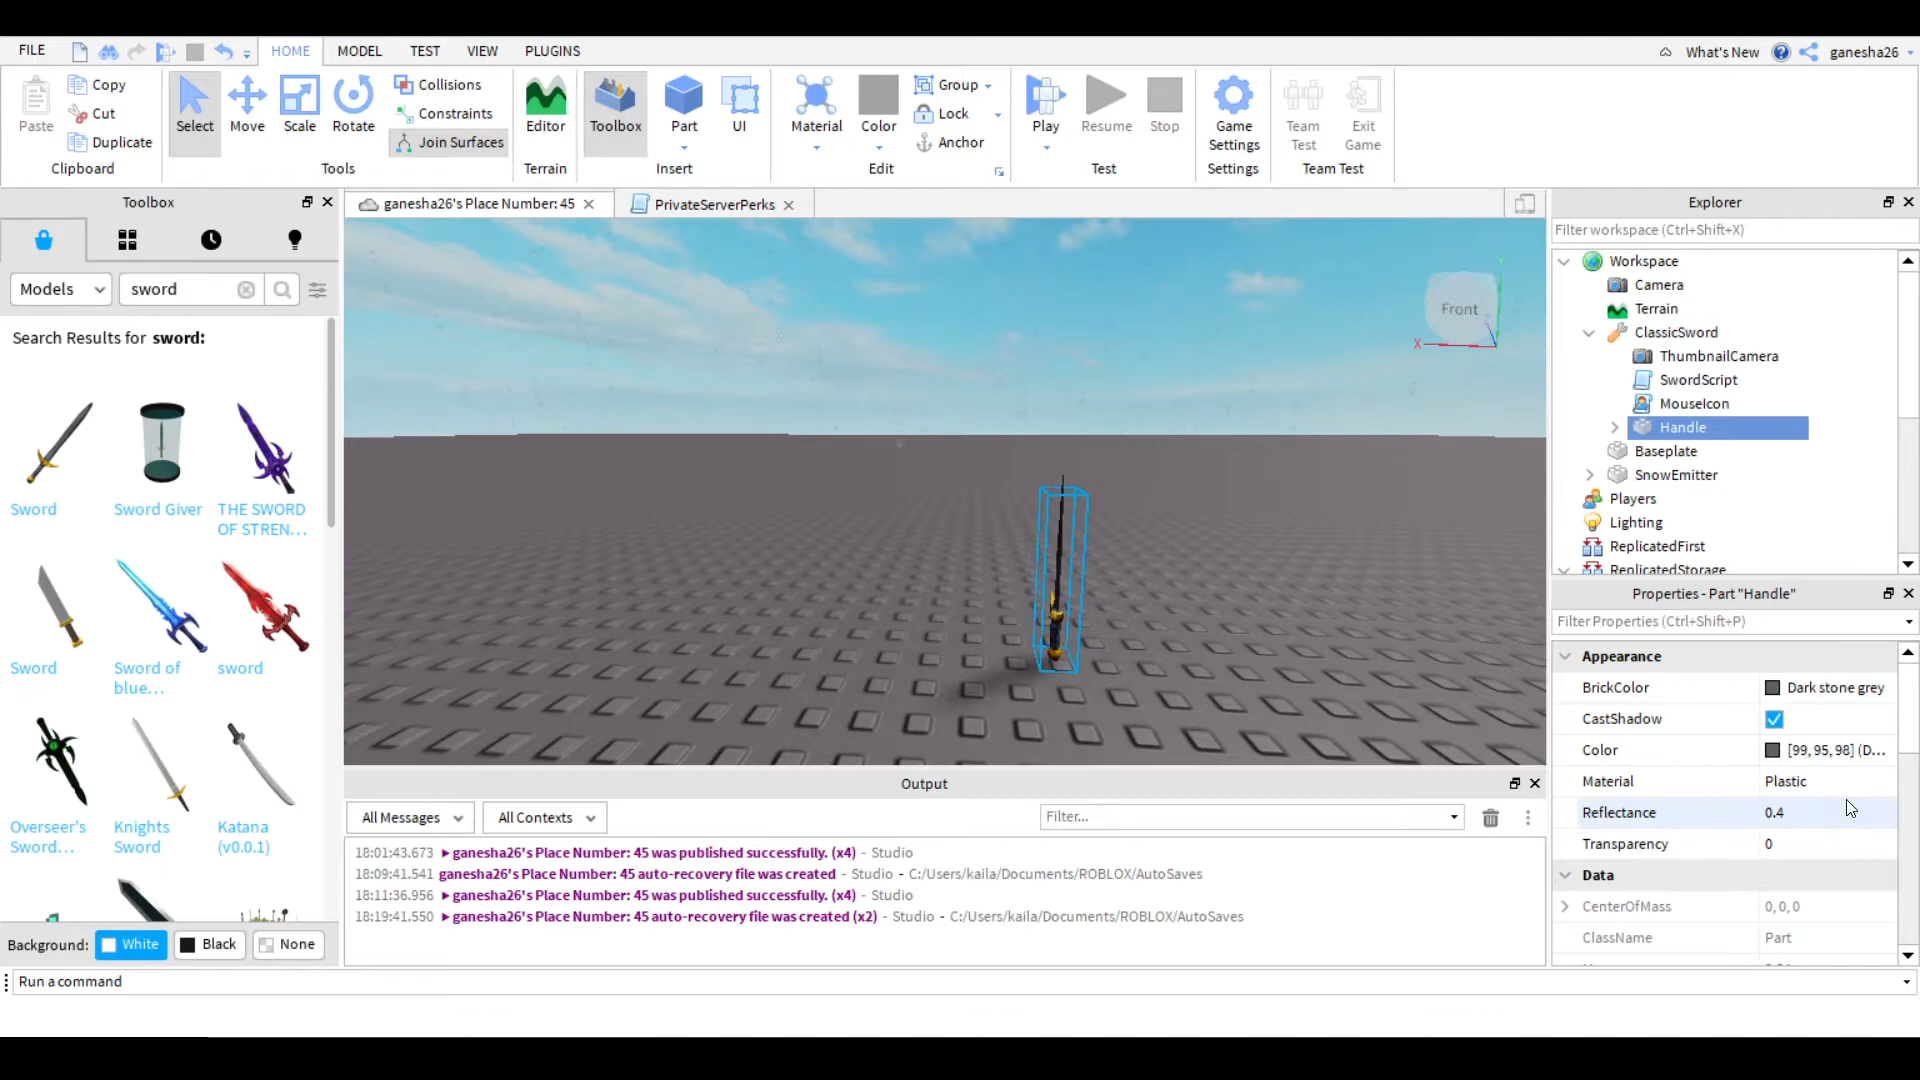 FILE
HOME
MODEL
TEST
VIEW
PLUGINS
What's New
ganesha26
Paste
Copy
Cut
Duplicate
Clipboard
Select
Move
Scale
Rotate
Collisions
Constraints
Join Surfaces
Tools
Editor
Terrain
Toolbox
Part
UI
Insert
Material
Color
Group
Lock
Anchor
Edit
Play
Resume
Stop
Test
Game
Settings
Settings
Team
Test
Exit
Game
Team Test
Toolbox
Models
sword
Search Results for sword:
Sword
Sword Giver
THE SWORD
OF STREN...
Sword
Sword of
blue...
sword
Overseer's
Sword...
Knights
Sword
Katana
(v0.0.1)
Background:
White
Black
None
ganesha26's Place Number: 45
PrivateServerPerks
Front
X
Output
All Messages
All Contexts
Filter...
18:01:43.673 ▶ ganesha26's Place Number: 45 was published successfully. (x4) - Studio
18:09:41.541 ganesha26's Place Number: 45 auto-recovery file was created - Studio - C:/Users/kaila/Documents/ROBLOX/AutoSaves
18:11:36.956 ▶ ganesha26's Place Number: 45 was published successfully. (x4) - Studio
18:19:41.550 ▶ ganesha26's Place Number: 45 auto-recovery file was created (x2) - Studio - C:/Users/kaila/Documents/ROBLOX/AutoSaves
Explorer
Filter workspace (Ctrl+Shift+X)
Workspace
Camera
Terrain
ClassicSword
ThumbnailCamera
SwordScript
MouseIcon
Handle
Baseplate
SnowEmitter
Players
Lighting
ReplicatedFirst
ReplicatedStorage
Properties - Part "Handle"
Filter Properties (Ctrl+Shift+P)
Appearance
BrickColor Dark stone grey
CastShadow
Color [99, 95, 98] (D...
Material Plastic
Reflectance 0.4
Transparency 0
Data
CenterOfMass 0, 0, 0
ClassName Part
Run a command